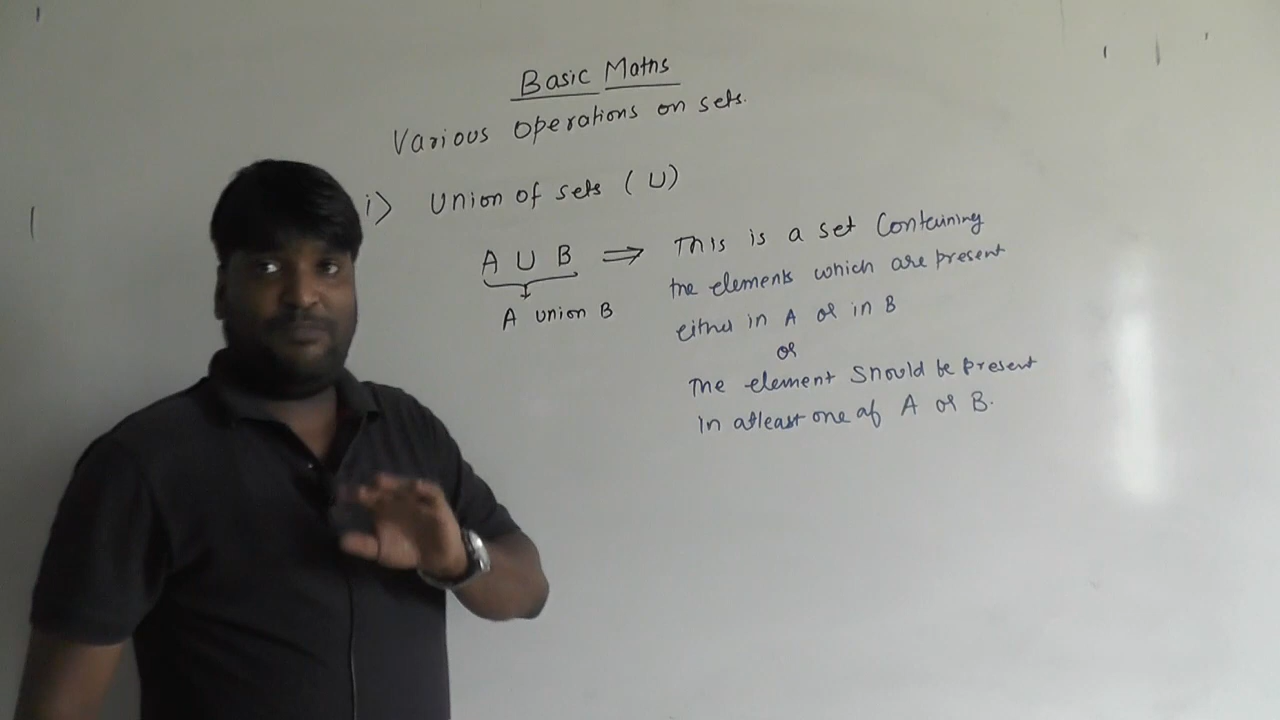 Basic Maths
Various Operations on sets.
i) Union of sets ( U )
A U B ⇒ This is a set Containing
the elements which are present
A union B
either in A or in B
or
The element should be present
in atleast one of A or B.